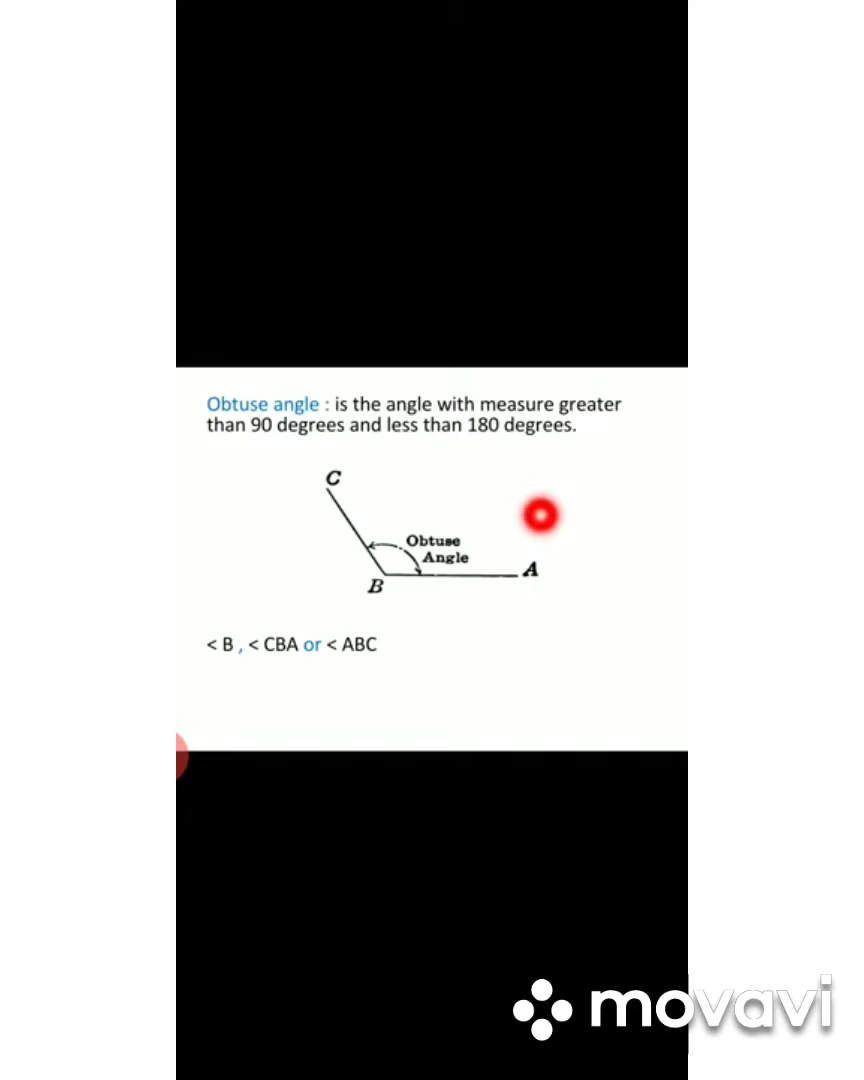 Obtuse angle : is the angle with measure greater
than 90 degrees and less than 180 degrees.
C
Obtuse
Angle
A
B
< B , < CBA or < ABC
movavi